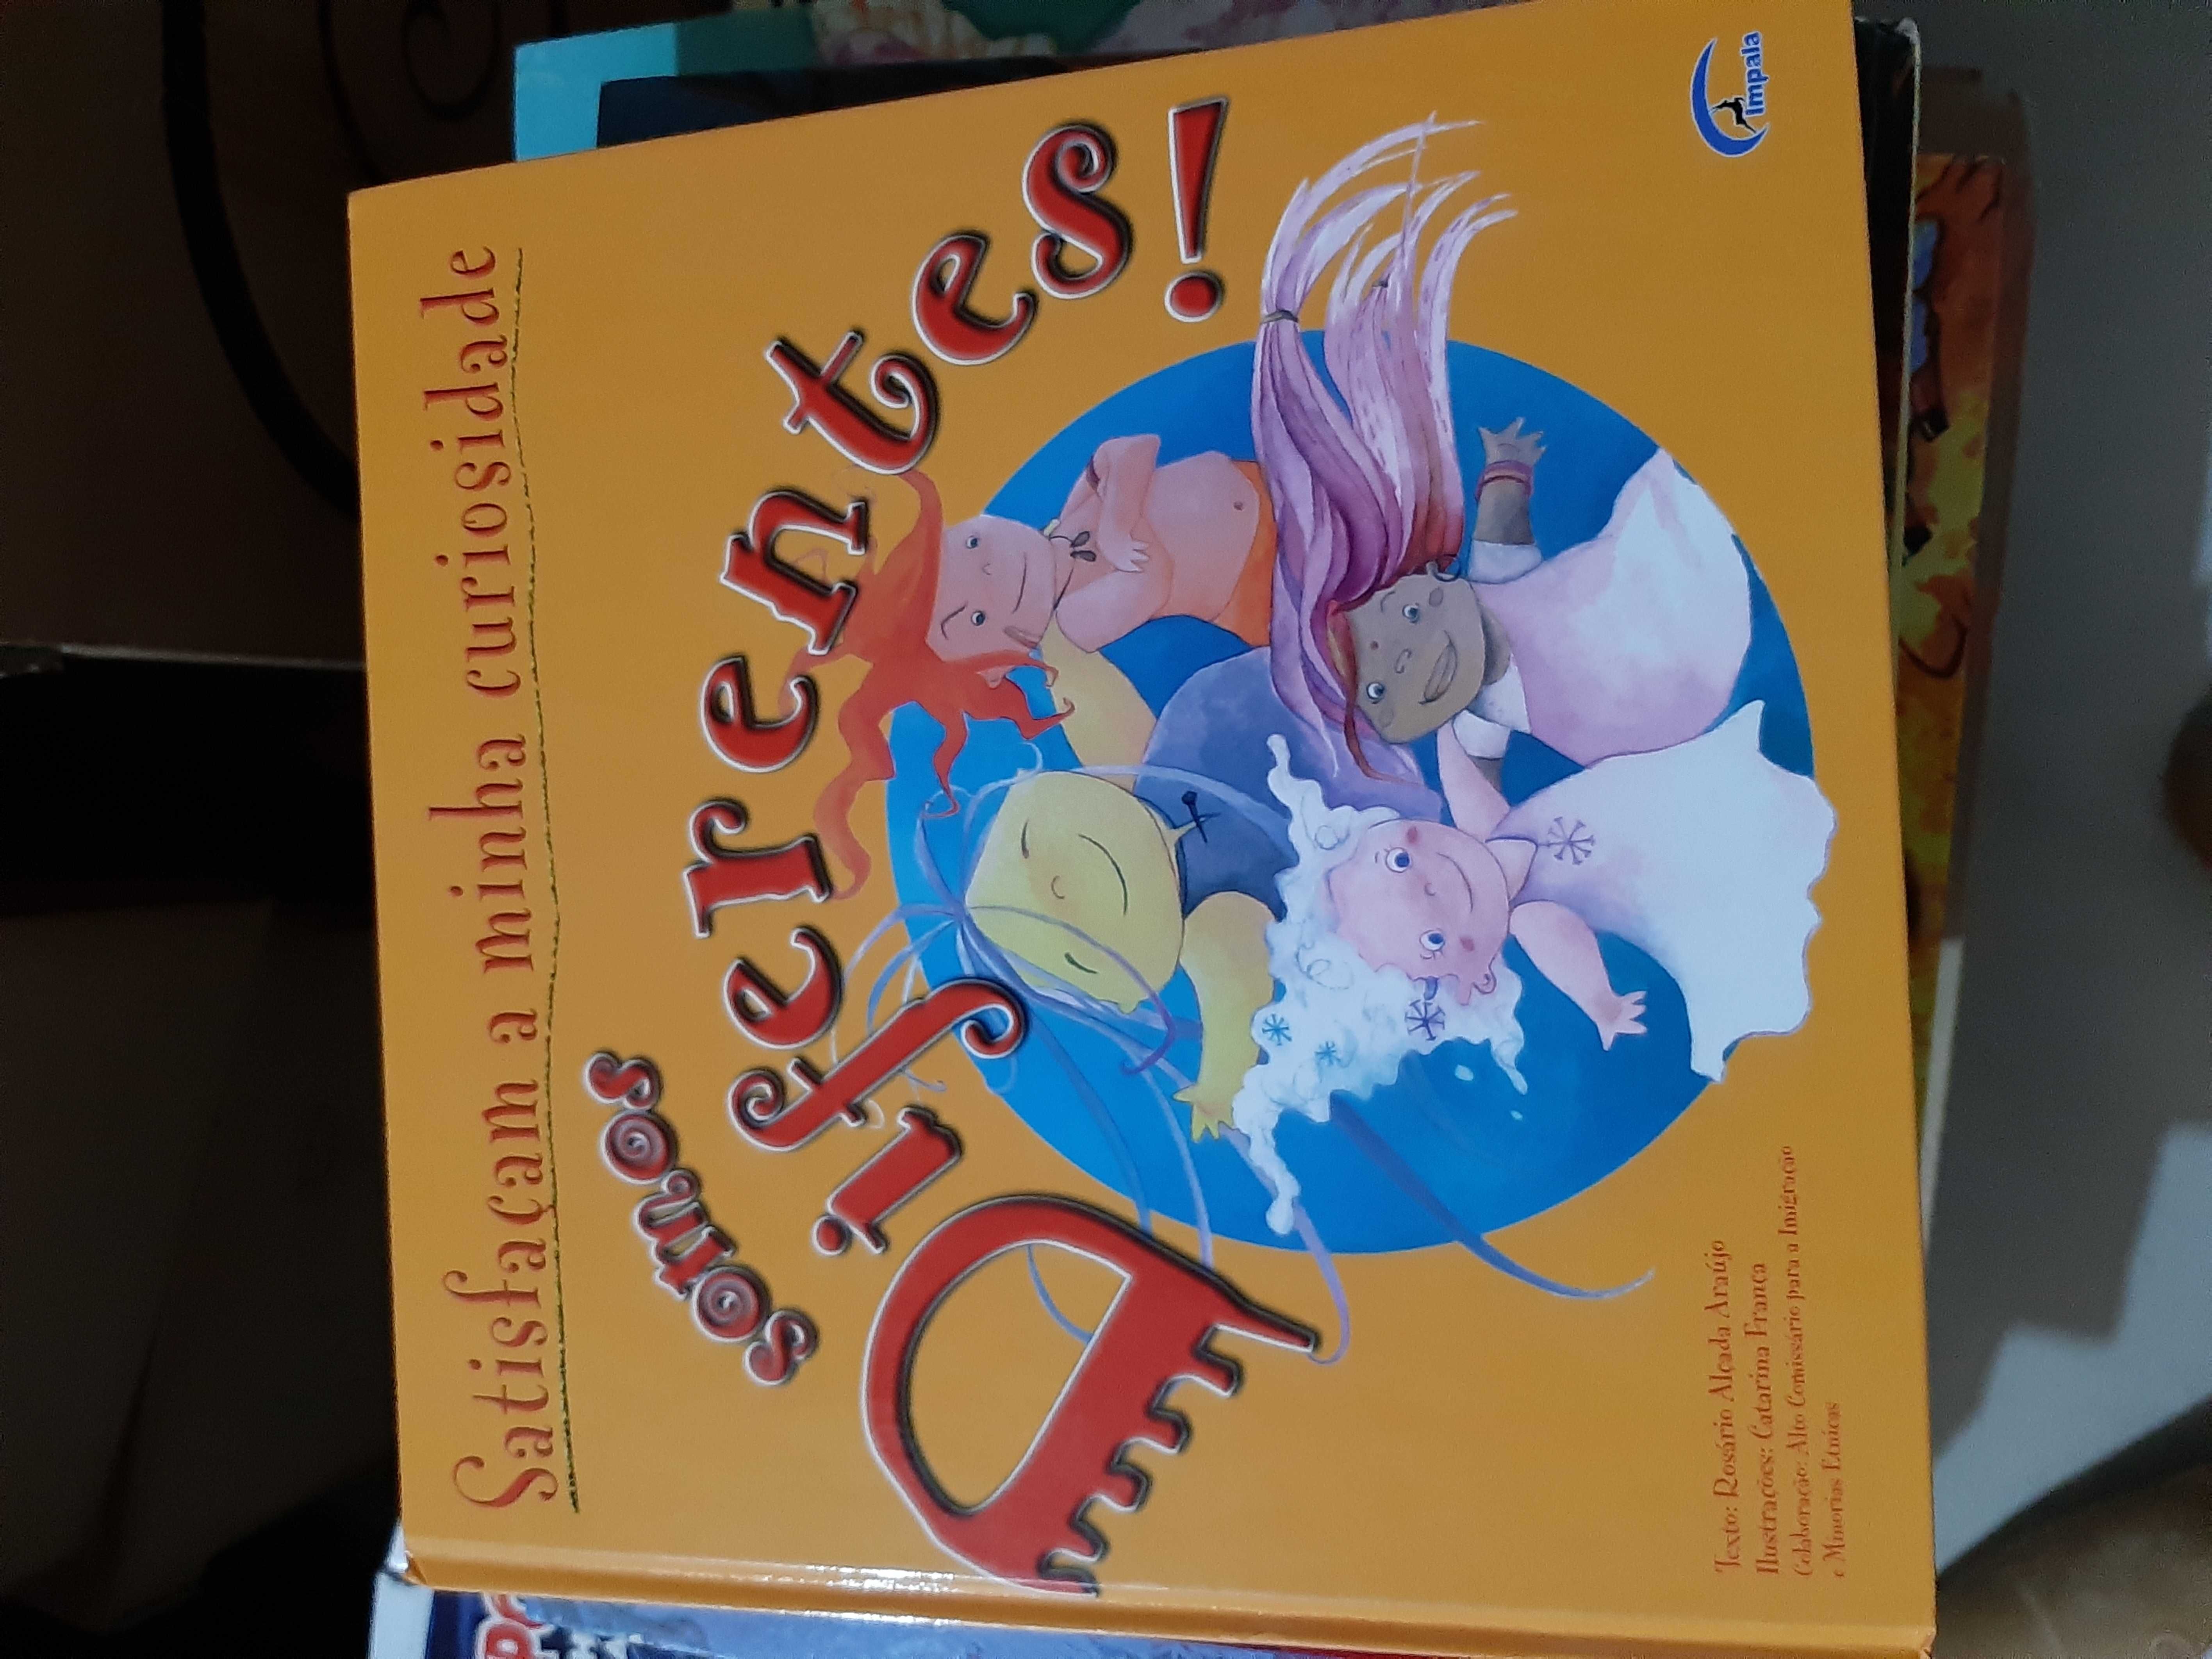 Satisfaçam a minha curiosidade
somos
Diferentes!
Texto: Rosário Alçada Araújo
Ilustrações: Catarina França
Colaboração: Alto Comissário para a Imigração
e Minorias Étnicas
Impala